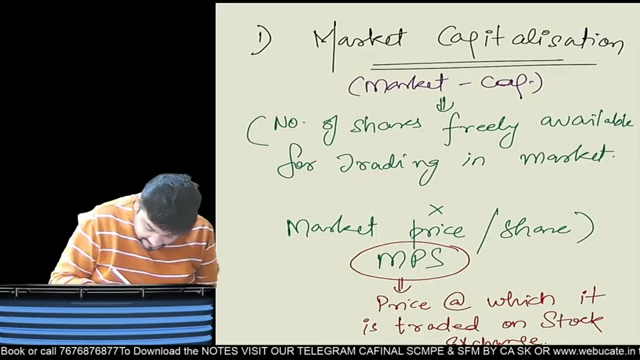 1) Market Capitalisation
(Market - Cap.)
(No. of shares freely available
for Trading in market.
×
Market price / share)
MPS
Price @ which it
is traded on Stock
exchange.
Book or call 7676876877To Download the NOTES VISIT OUR TELEGRAM CAFINAL SCMPE & SFM BY CA SK OR www.webucate.in